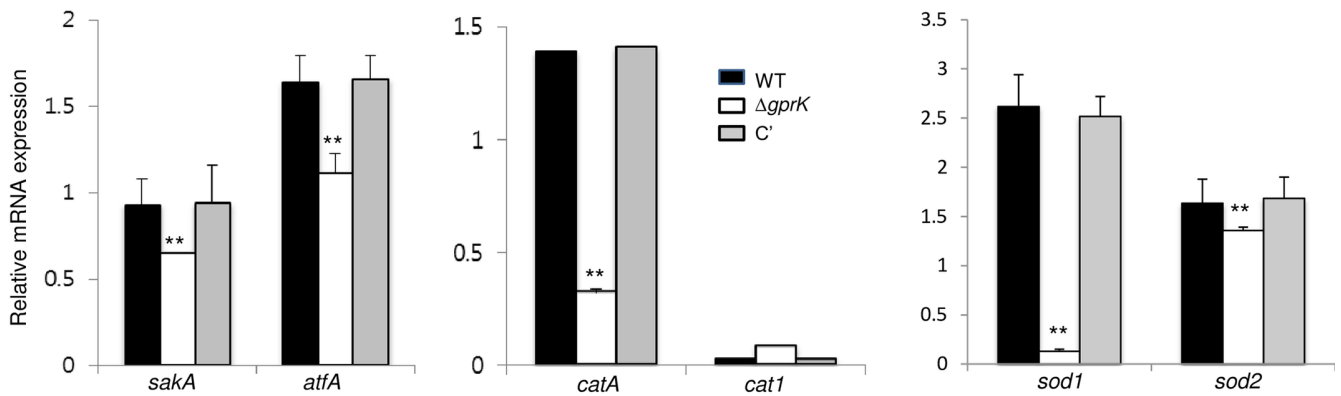 Relative mRNA expression
2
1.5
1
0.5
0
**
**
sakA
atfA
1.5
1
0.5
0
**
catA
cat1
WT
ΔgprK
C'
3.5
3
2.5
2
1.5
1
0.5
0
**
**
sod1
sod2